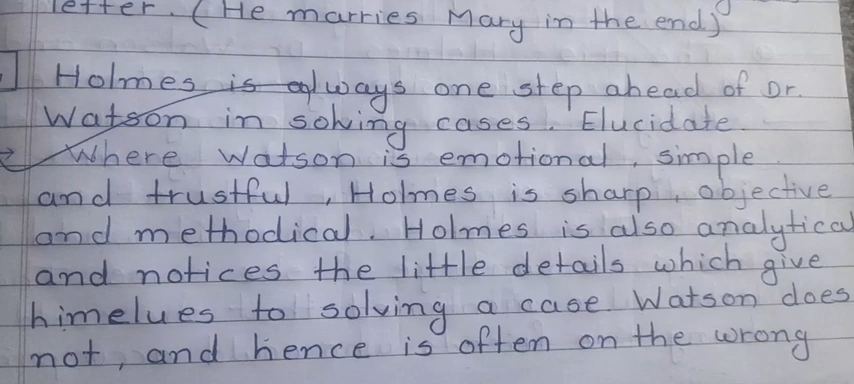 letter. (He marries Mary in the end)
Holmes is always one step ahead of Dr.
Watson in solving cases. Elucidate.
Where Watson is emotional, simple
and trustful, Holmes is sharp, objective
and methodical. Holmes is also analytical
and notices the little details which give
himelues to solving a case. Watson does
not, and hence is often on the wrong